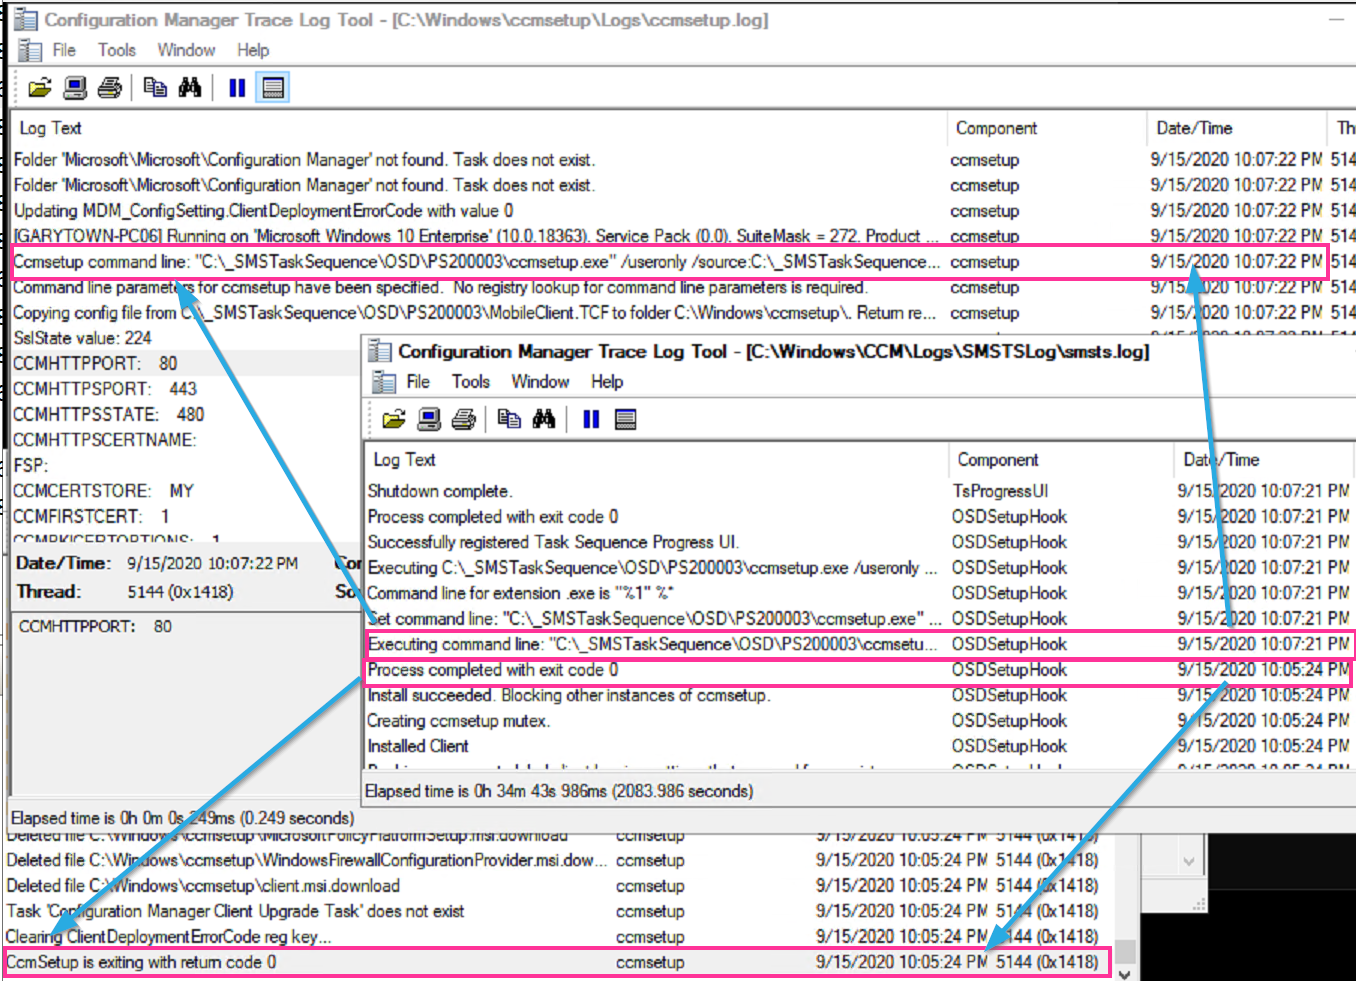 Configuration Manager Trace Log Tool - [C:\Windows\ccmsetup\Logs\ccmsetup.log]
File Tools Window Help
Log Text Component Date/Time Th
Folder 'Microsoft\Microsoft\Configuration Manager' not found. Task does not exist. ccmsetup 9/15/2020 10:07:22 PM 514
Folder 'Microsoft\Microsoft\Configuration Manager' not found. Task does not exist. ccmsetup 9/15/2020 10:07:22 PM 514
Updating MDM_ConfigSetting.ClientDeploymentErrorCode with value 0 ccmsetup 9/15/2020 10:07:22 PM 514
[GARYTOWN-PC06] Running on 'Microsoft Windows 10 Enterprise' (10.0.18363). Service Pack (0.0). SuiteMask = 272. Product ... ccmsetup 9/15/2020 10:07:22 PM 514
Ccmsetup command line: "C:\_SMSTaskSequence\OSD\PS200003\ccmsetup.exe" /useronly /source:C:\_SMSTaskSequence... ccmsetup 9/15/2020 10:07:22 PM 514
Command line parameters for ccmsetup have been specified. No registry lookup for command line parameters is required. ccmsetup 9/15/2020 10:07:22 PM 514
Copying config file from C:\_SMSTaskSequence\OSD\PS200003\MobileClient.TCF to folder C:\Windows\ccmsetup\. Return re... ccmsetup 9/15/2020 10:07:22 PM 514
SslState value: 224
CCMHTTPPORT: 80
CCMHTTPSPORT: 443
CCMHTTPSSTATE: 480
CCMHTTPSCERTNAME:
FSP:
CCMCERTSTORE: MY
CCMFIRSTCERT: 1
CCMPKICERTOPTIONS: 1
Date/Time: 9/15/2020 10:07:22 PM Cor
Thread: 5144 (0x1418) So
CCMHTTPPORT: 80
Elapsed time is 0h 0m 0s 249ms (0.249 seconds)
Configuration Manager Trace Log Tool - [C:\Windows\CCM\Logs\SMSTSLog\smsts.log]
File Tools Window Help
Log Text Component Date/Time
Shutdown complete. TsProgressUI 9/15/2020 10:07:21 PM
Process completed with exit code 0 OSDSetupHook 9/15/2020 10:07:21 PM
Successfully registered Task Sequence Progress UI. OSDSetupHook 9/15/2020 10:07:21 PM
Executing C:\_SMSTaskSequence\OSD\PS200003\ccmsetup.exe /useronly ... OSDSetupHook 9/15/2020 10:07:21 PM
Command line for extension .exe is "%1" %* OSDSetupHook 9/15/2020 10:07:21 PM
Set command line: "C:\_SMSTaskSequence\OSD\PS200003\ccmsetup.exe" ... OSDSetupHook 9/15/2020 10:07:21 PM
Executing command line: "C:\_SMSTaskSequence\OSD\PS200003\ccmsetu... OSDSetupHook 9/15/2020 10:07:21 PM
Process completed with exit code 0 OSDSetupHook 9/15/2020 10:05:24 PM
Install succeeded. Blocking other instances of ccmsetup. OSDSetupHook 9/15/2020 10:05:24 PM
Creating ccmsetup mutex. OSDSetupHook 9/15/2020 10:05:24 PM
Installed Client OSDSetupHook 9/15/2020 10:05:24 PM
OSDSetupHook 9/15/2020 10:05:24 PM
Elapsed time is 0h 34m 43s 986ms (2083.986 seconds)
Deleted file C:\Windows\ccmsetup\MicrosoftPolicyPlatformSetup.msi.download ccmsetup 9/15/2020 10:05:24 PM 5144 (0x1418)
Deleted file C:\Windows\ccmsetup\WindowsFirewallConfigurationProvider.msi.dow... ccmsetup 9/15/2020 10:05:24 PM 5144 (0x1418)
Deleted file C:\Windows\ccmsetup\client.msi.download ccmsetup 9/15/2020 10:05:24 PM 5144 (0x1418)
Task 'Configuration Manager Client Upgrade Task' does not exist ccmsetup 9/15/2020 10:05:24 PM 5144 (0x1418)
Clearing ClientDeploymentErrorCode reg key... ccmsetup 9/15/2020 10:05:24 PM 5144 (0x1418)
CcmSetup is exiting with return code 0 ccmsetup 9/15/2020 10:05:24 PM 5144 (0x1418)